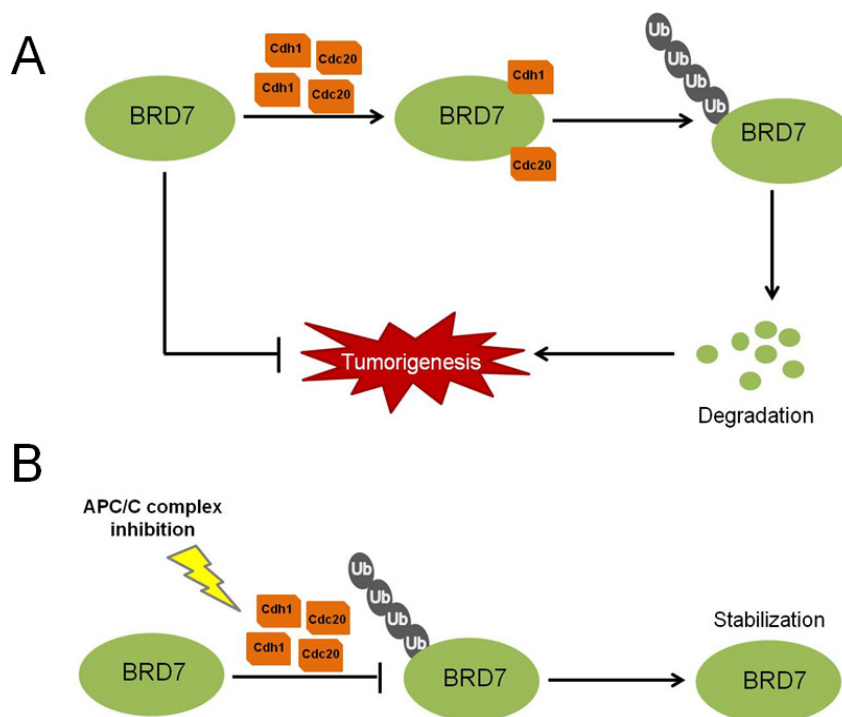 A
Cdh1
Cdc20
Cdh1
Cdc20
BRD7
BRD7
Cdh1
Cdc20
Ub
Ub
Ub
Ub
BRD7
Tumorigenesis
Degradation
B
APC/C complex
inhibition
Cdh1
Cdc20
Cdh1
Cdc20
BRD7
Ub
Ub
Ub
Ub
BRD7
Stabilization
BRD7